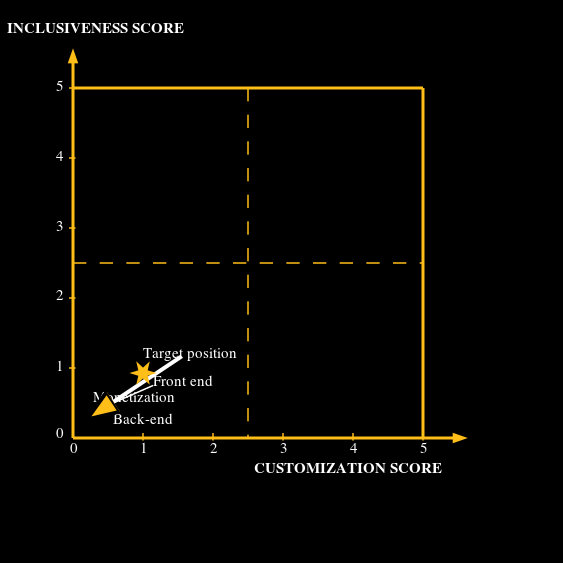 INCLUSIVENESS SCORE
5
4
3
2
1
0
Target position
Front end
Monetization
Back-end
0 1 2 3 4 5
CUSTOMIZATION SCORE